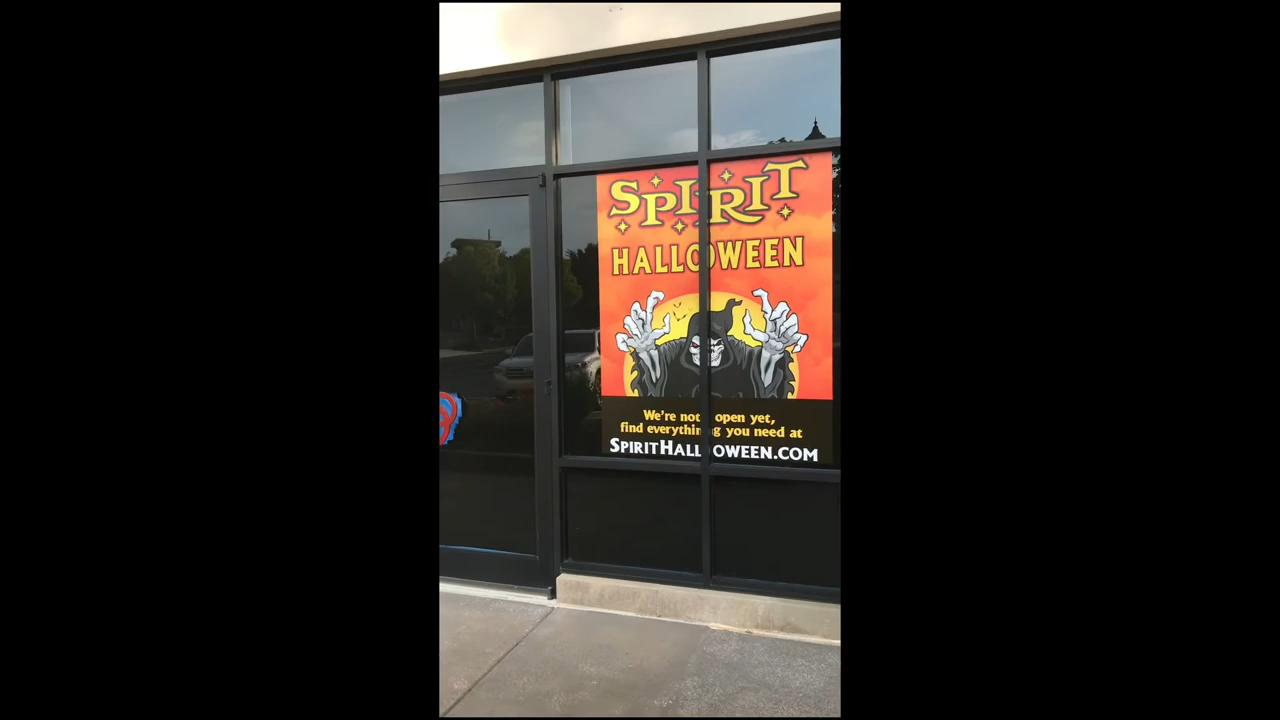 SPIRIT
HALLOWEEN
We're not open yet,
find everything you need at
SPIRITHALLOWEEN.COM